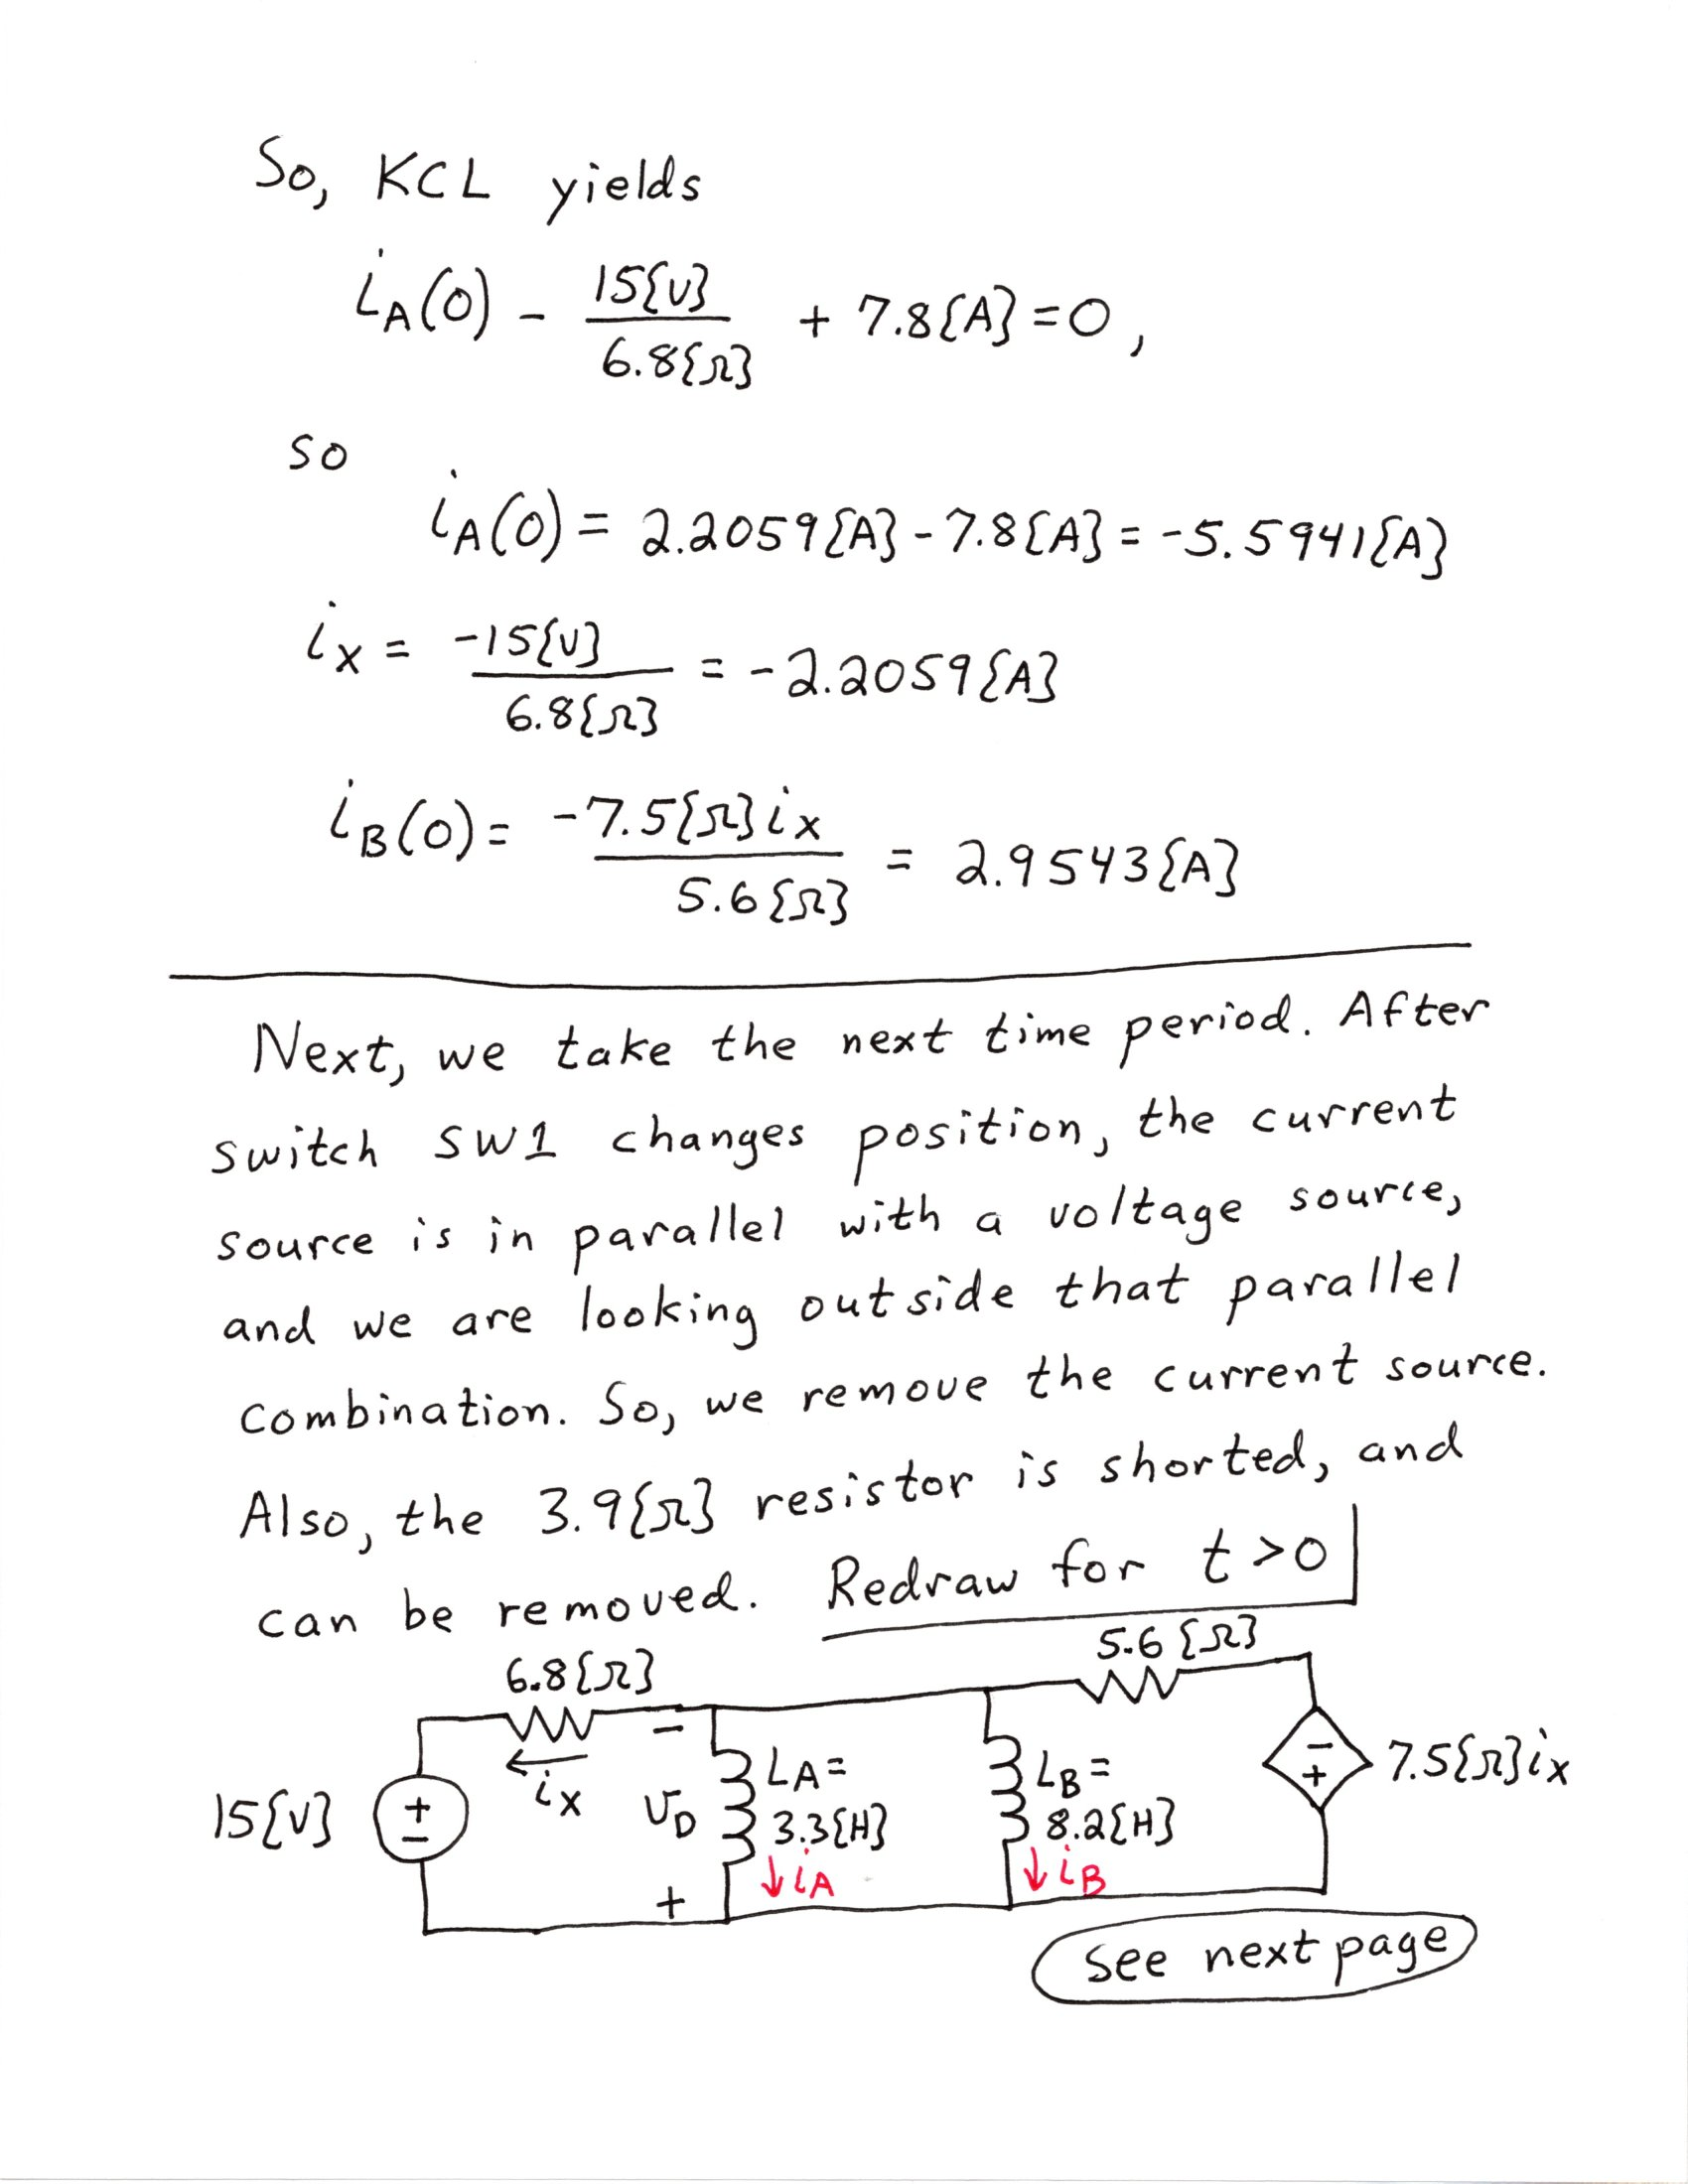 So, KCL yields
iA(0) - 15{V}/6.8{Ω} + 7.8{A} = 0,
so
iA(0) = 2.2059{A} - 7.8{A} = -5.5941{A}
iX = -15{V}/6.8{Ω} = -2.2059{A}
iB(0) = -7.5{Ω}iX/5.6{Ω} = 2.9543{A}
Next, we take the next time period. After
switch SW1 changes position, the current
source is in parallel with a voltage source,
and we are looking outside that parallel
combination. So, we remove the current source.
Also, the 3.9{Ω} resistor is shorted, and
can be removed. Redraw for t>0
6.8{Ω}
5.6{Ω}
15{V}
+
-
iX
-
vD
+
LA=
3.3{H}
iA
LB=
8.2{H}
iB
-
+
7.5{Ω}iX
see next page